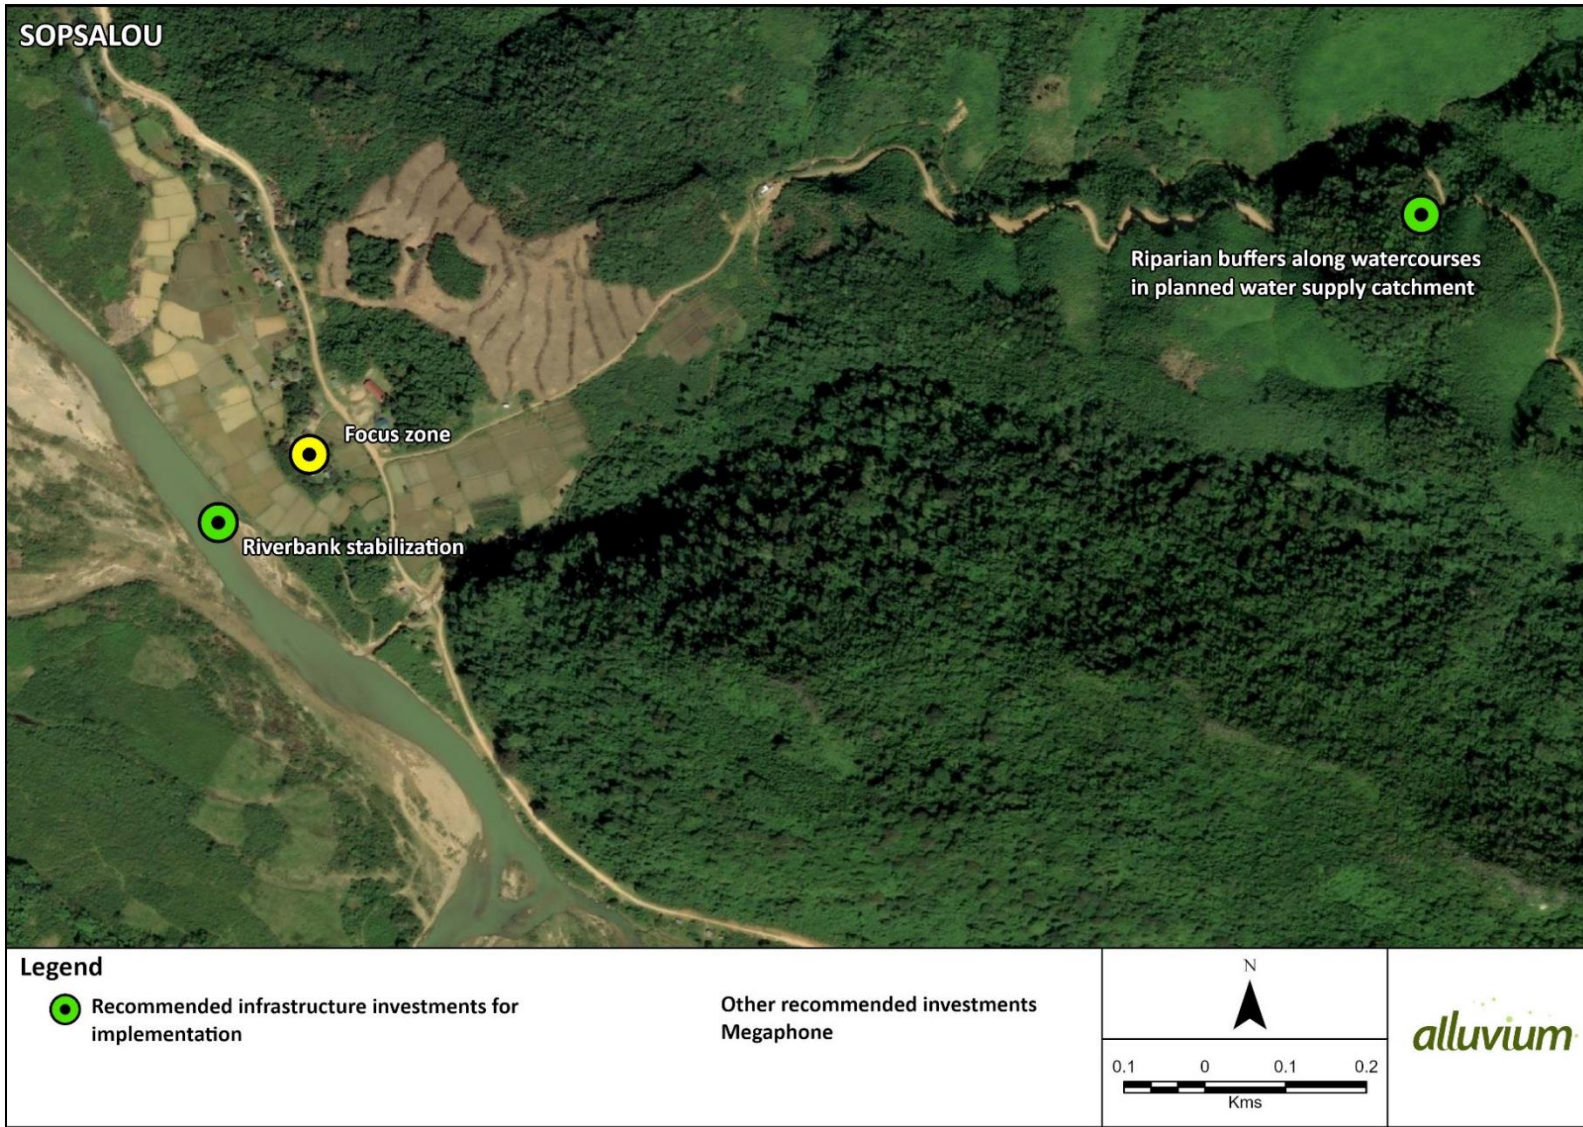 SOPSALOU
Riparian buffers along watercourses
in planned water supply catchment
Focus zone
Riverbank stabilization
Legend
Recommended infrastructure investments for
implementation
Other recommended investments
Megaphone
N
0.1 0 0.1 0.2
Kms
alluvium